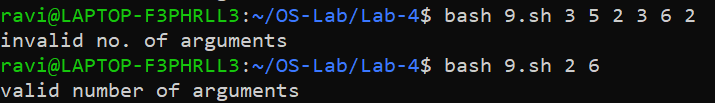 ravi@LAPTOP-F3PHRLL3:~/OS-Lab/Lab-4$ bash 9.sh 3 5 2 3 6 2
invalid no. of arguments
ravi@LAPTOP-F3PHRLL3:~/OS-Lab/Lab-4$ bash 9.sh 2 6
valid number of arguments